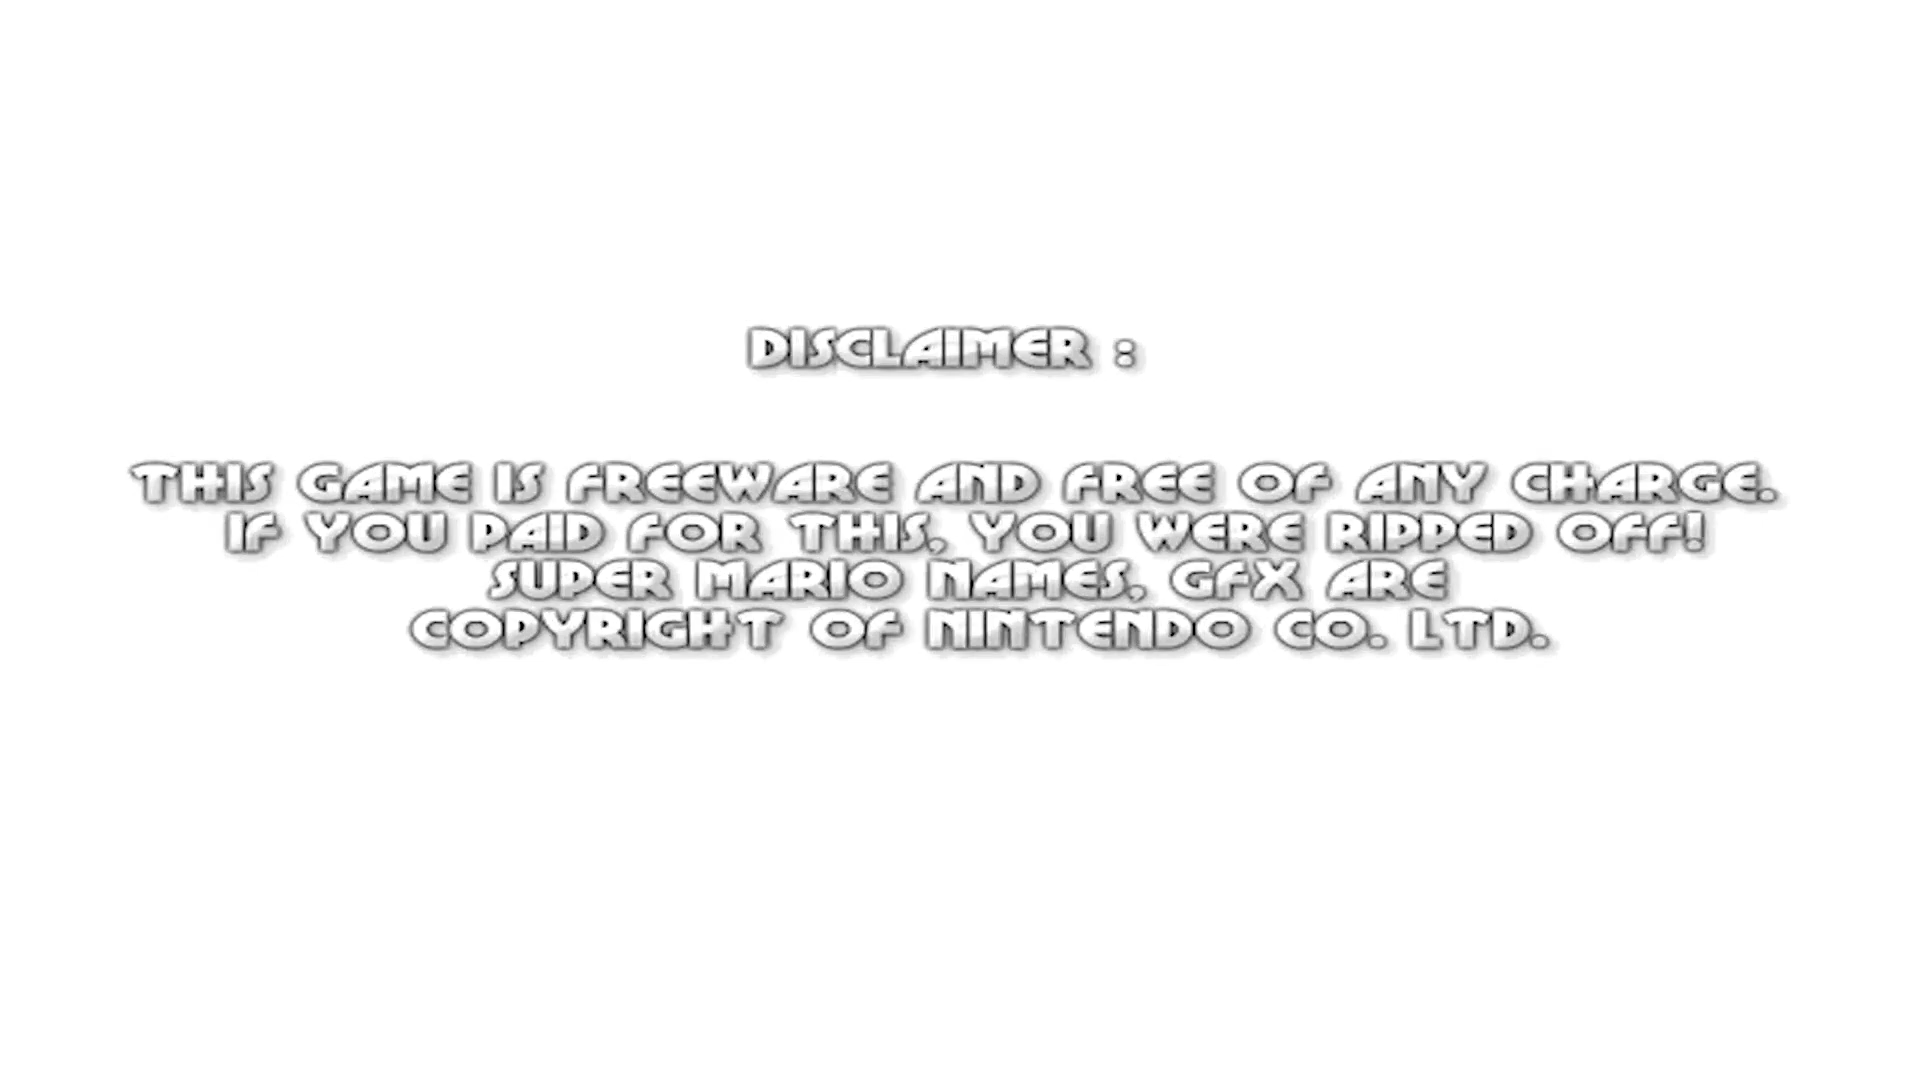 DISCLAIMER :
THIS GAME IS FREEWARE AND FREE OF ANY CHARGE.
IF YOU PAID FOR THIS, YOU WERE RIPPED OFF!
SUPER MARIO NAMES, GFX ARE
COPYRIGHT OF NINTENDO CO. LTD.